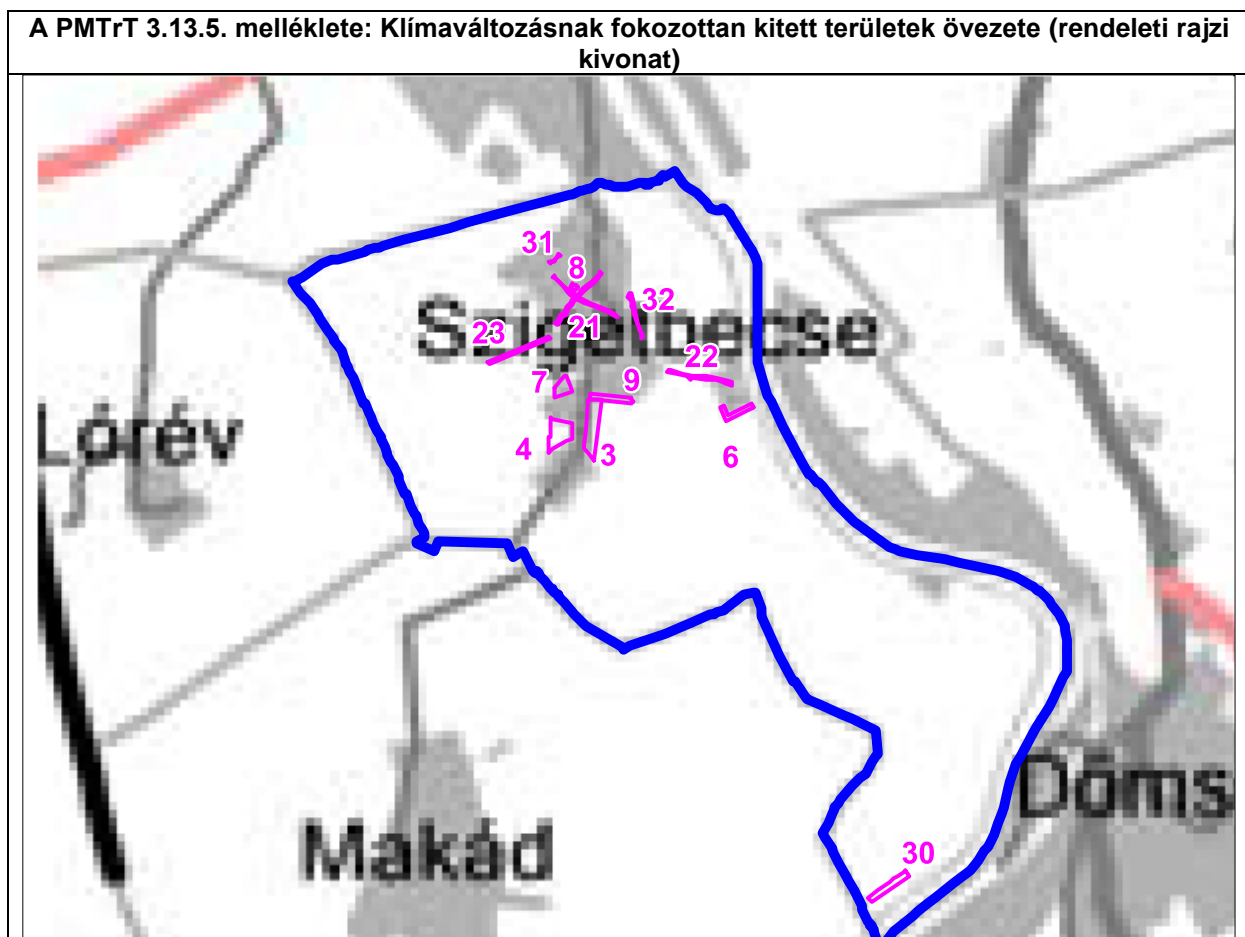 A PMTrT 3.13.5. melléklete: Klímaváltozásnak fokozottan kitett területek övezete (rendeleti rajzi
kivonat)
31
8
32
Szigetbecse
23
21
22
7
9
Lórév
4
3
6
Döms
Makád
30